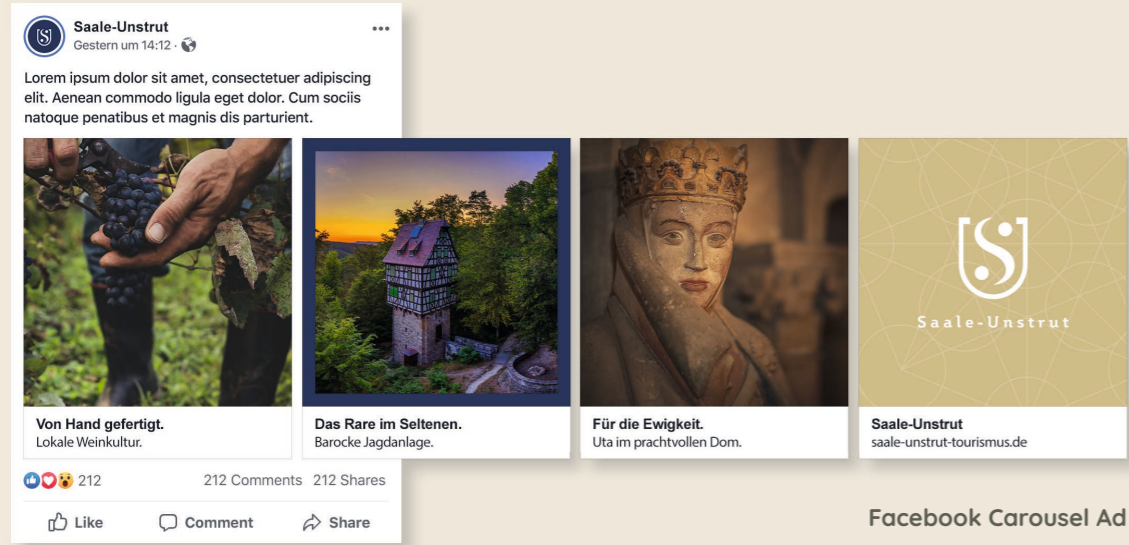 Saale-Unstrut
Gestern um 14:12 ·
Lorem ipsum dolor sit amet, consectetuer adipiscing
elit. Aenean commodo ligula eget dolor. Cum sociis
natoque penatibus et magnis dis parturient.
Saale-Unstrut
Von Hand gefertigt.
Lokale Weinkultur.
Das Rare im Seltenen.
Barocke Jagdanlage.
Für die Ewigkeit.
Uta im prachtvollen Dom.
Saale-Unstrut
saale-unstrut-tourismus.de
212
212 Comments 212 Shares
Like
Comment
Share
Facebook Carousel Ad